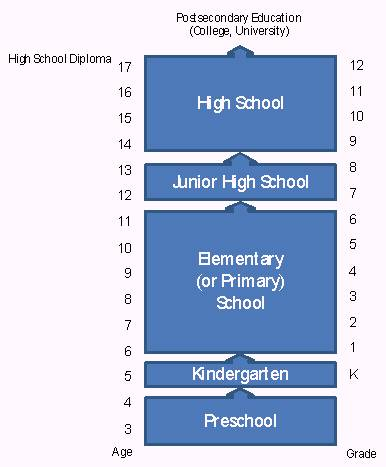 Postsecondary Education
(College, University)
High School Diploma
17
12
16
11
High School
15
10
14
9
13
8
Junior High School
12
7
11
6
5
10
Elementary
9
4
(or Primary)
8
3
School
7
2
6
1
5
Kindergarten
K
4
Preschool
3
Age
Grade